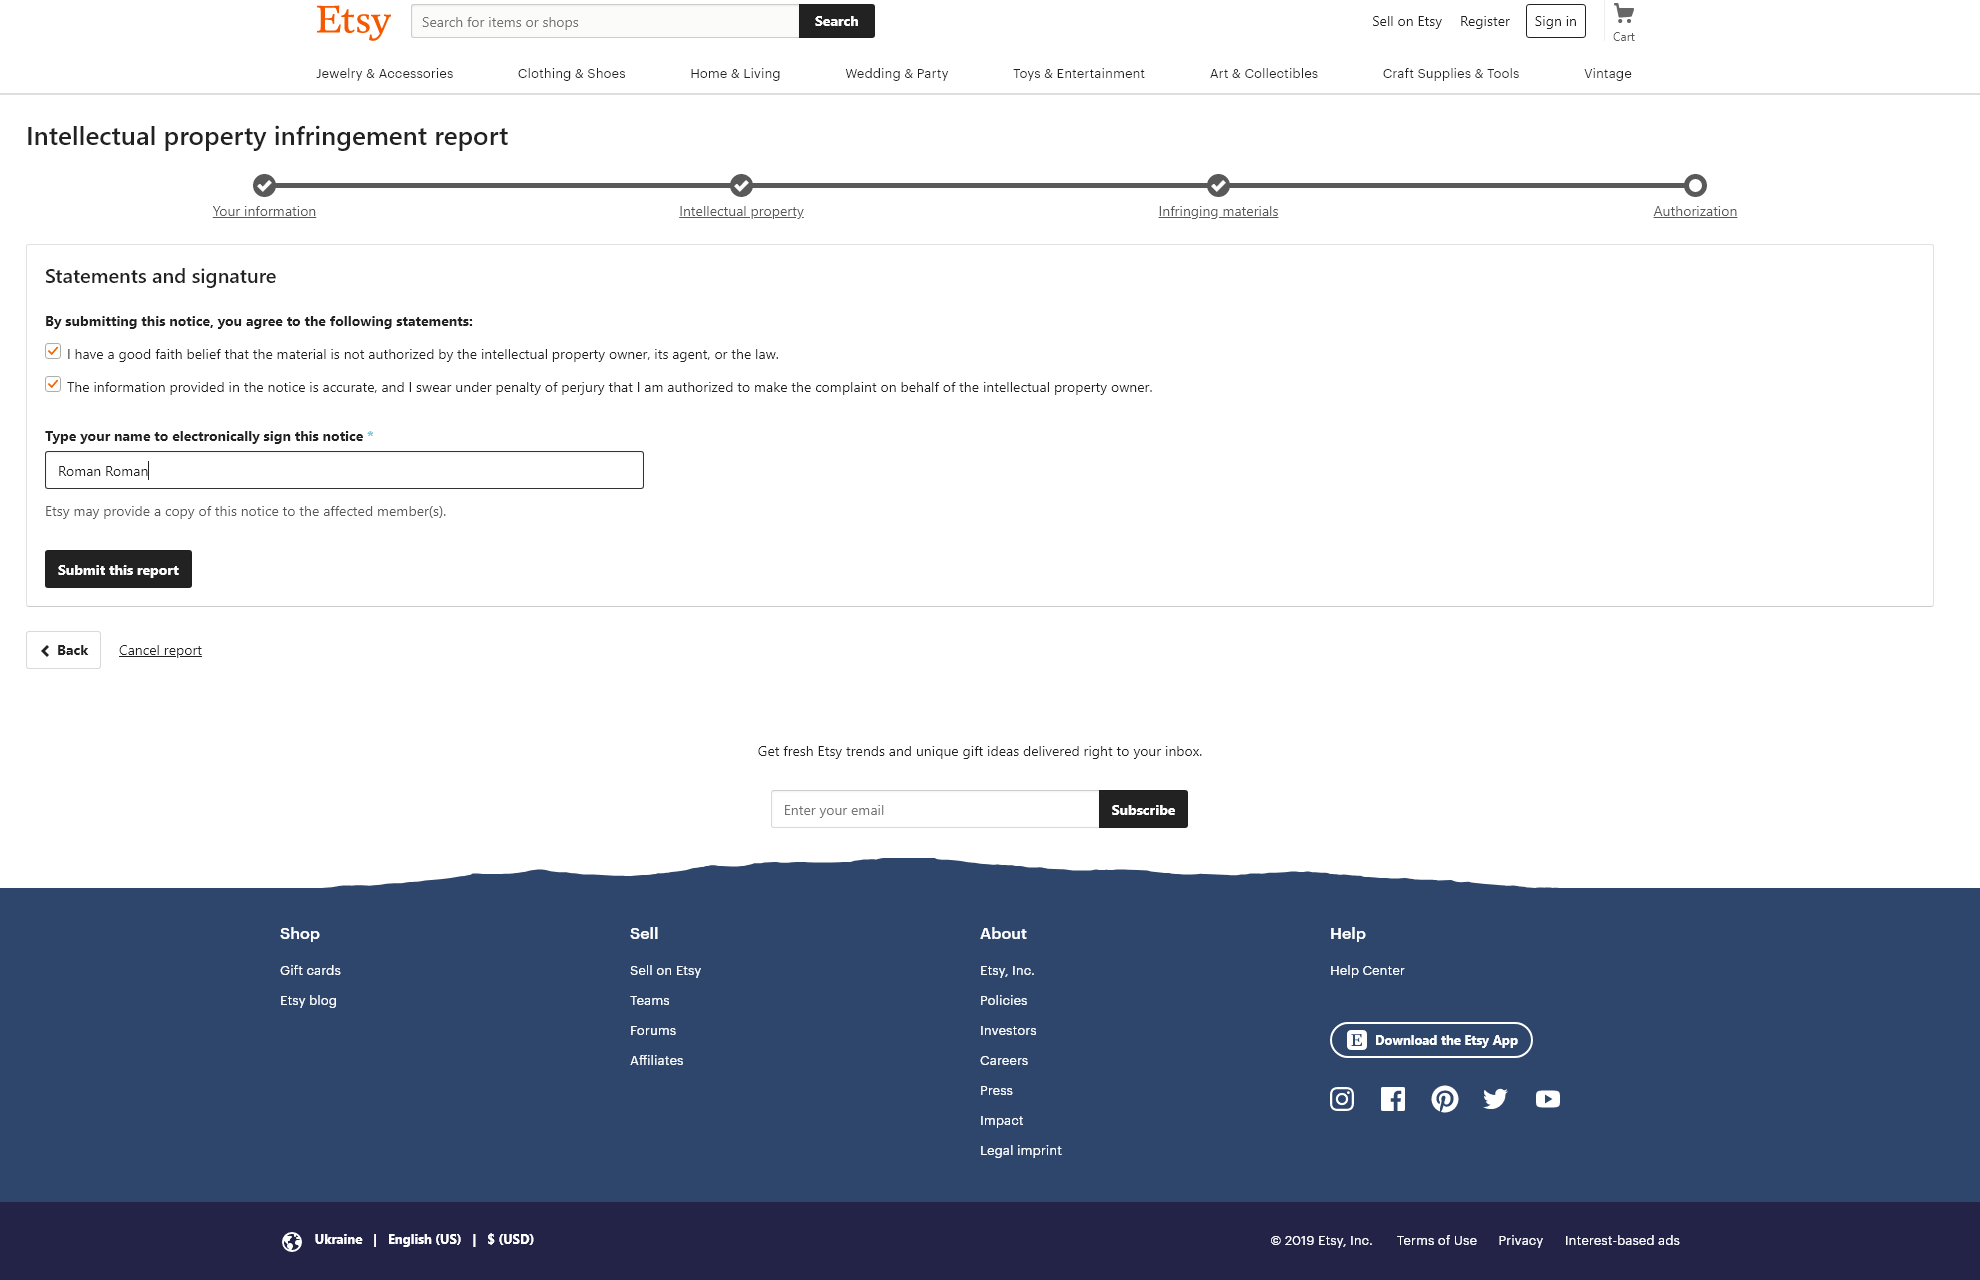 Etsy
Search for items or shops
Search
Sell on Etsy
Register
Sign in
Cart
Jewelry & Accessories
Clothing & Shoes
Home & Living
Wedding & Party
Toys & Entertainment
Art & Collectibles
Craft Supplies & Tools
Vintage
Intellectual property infringement report
Your information
Intellectual property
Infringing materials
Authorization
Statements and signature
By submitting this notice, you agree to the following statements:
I have a good faith belief that the material is not authorized by the intellectual property owner, its agent, or the law.
The information provided in the notice is accurate, and I swear under penalty of perjury that I am authorized to make the complaint on behalf of the intellectual property owner.
Type your name to electronically sign this notice *
Roman Roman
Etsy may provide a copy of this notice to the affected member(s).
Submit this report
Back
Cancel report
Get fresh Etsy trends and unique gift ideas delivered right to your inbox.
Enter your email
Subscribe
Shop
Gift cards
Etsy blog
Sell
Sell on Etsy
Teams
Forums
Affiliates
About
Etsy, Inc.
Policies
Investors
Careers
Press
Impact
Legal imprint
Help
Help Center
E Download the Etsy App
Ukraine | English (US) | $ (USD)
© 2019 Etsy, Inc.
Terms of Use
Privacy
Interest-based ads